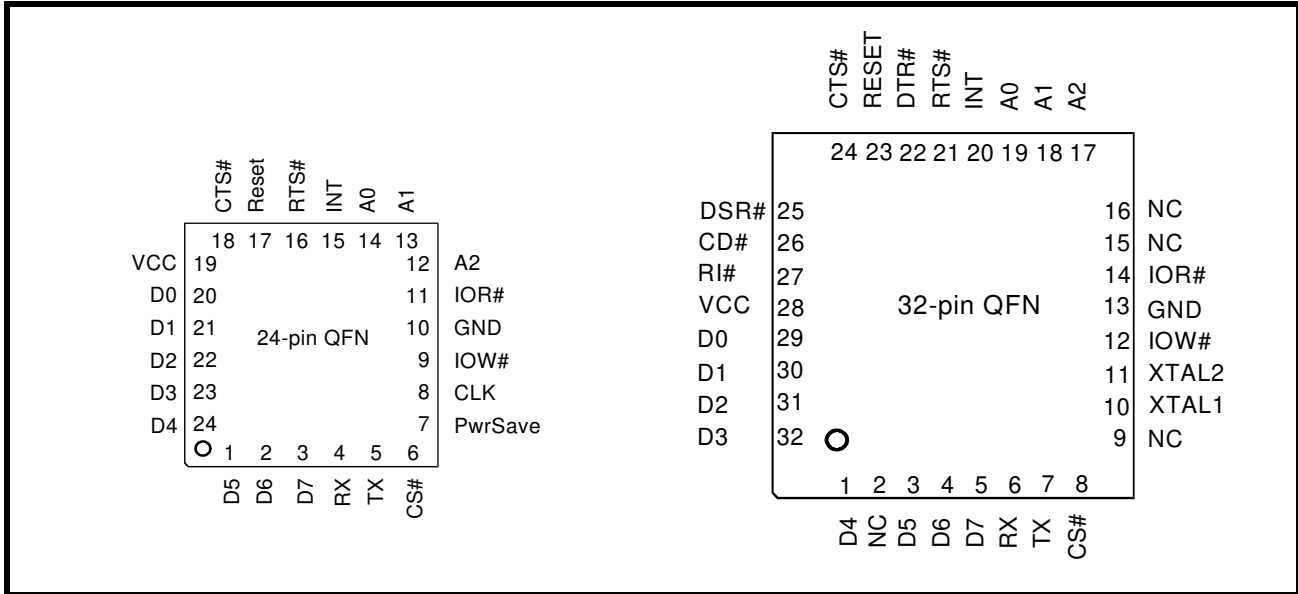 CTS# Reset RTS# INT A0 A1
18 17 16 15 14 13
VCC 19 12 A2
D0 20 11 IOR#
D1 21 10 GND
24-pin QFN
D2 22 9 IOW#
D3 23 8 CLK
D4 24 7 PwrSave
1 2 3 4 5 6
D5 D6 D7 RX TX CS#
CTS# RESET DTR# RTS# INT A0 A1 A2
24 23 22 21 20 19 18 17
DSR# 25 16 NC
CD# 26 15 NC
RI# 27 14 IOR#
VCC 28 32-pin QFN 13 GND
D0 29 12 IOW#
D1 30 11 XTAL2
D2 31 10 XTAL1
D3 32 9 NC
1 2 3 4 5 6 7 8
D4 NC D5 D6 D7 RX TX CS#